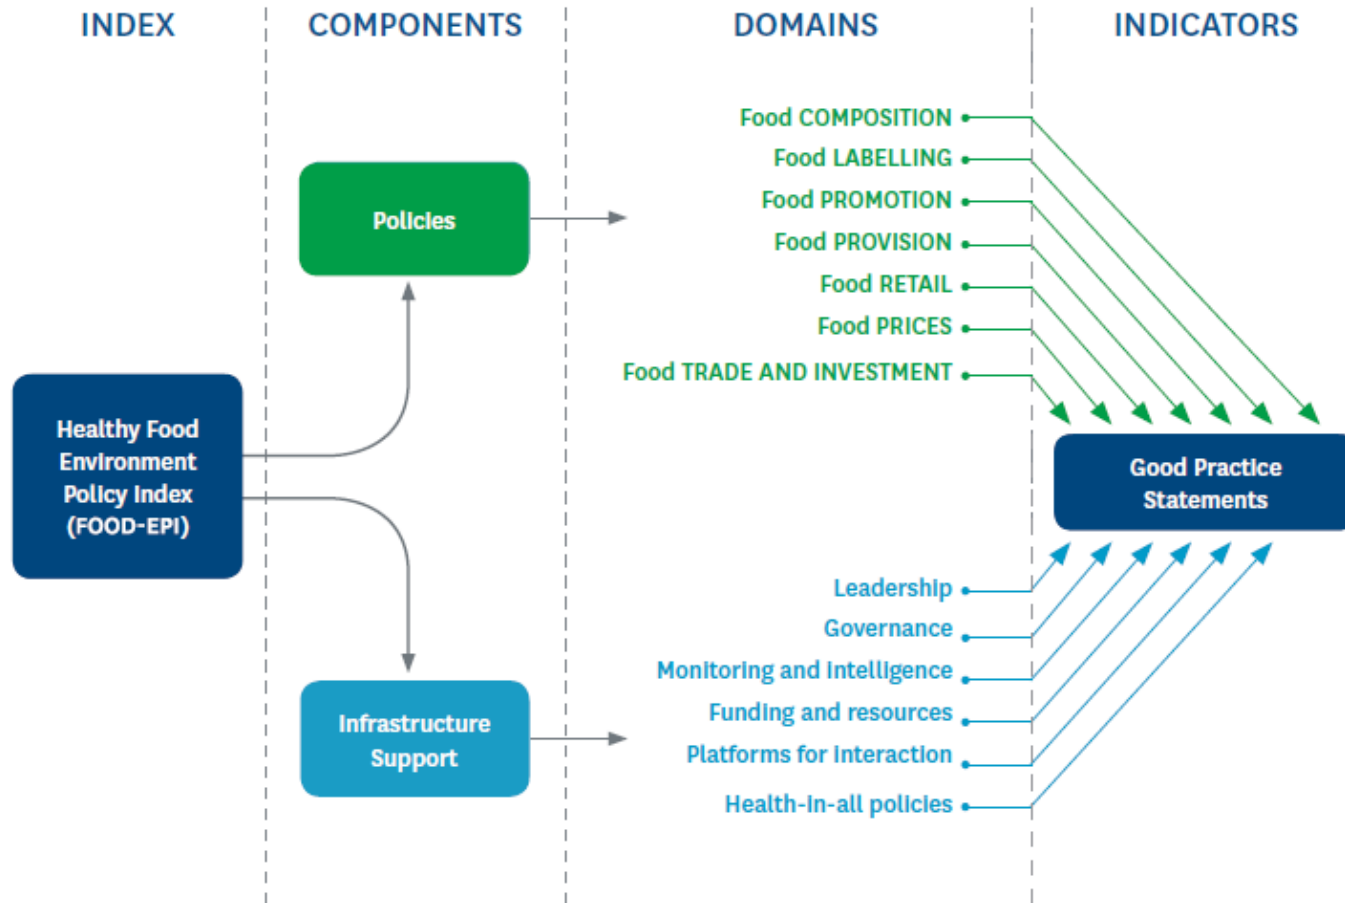 INDEX
COMPONENTS
DOMAINS
INDICATORS
Food COMPOSITION
Food LABELLING
Food PROMOTION
Food PROVISION
Food RETAIL
Food PRICES
Food TRADE AND INVESTMENT
Policies
Healthy Food
Environment
Policy Index
(FOOD-EPI)
Good Practice
Statements
Infrastructure
Support
Leadership
Governance
Monitoring and intelligence
Funding and resources
Platforms for interaction
Health-in-all policies